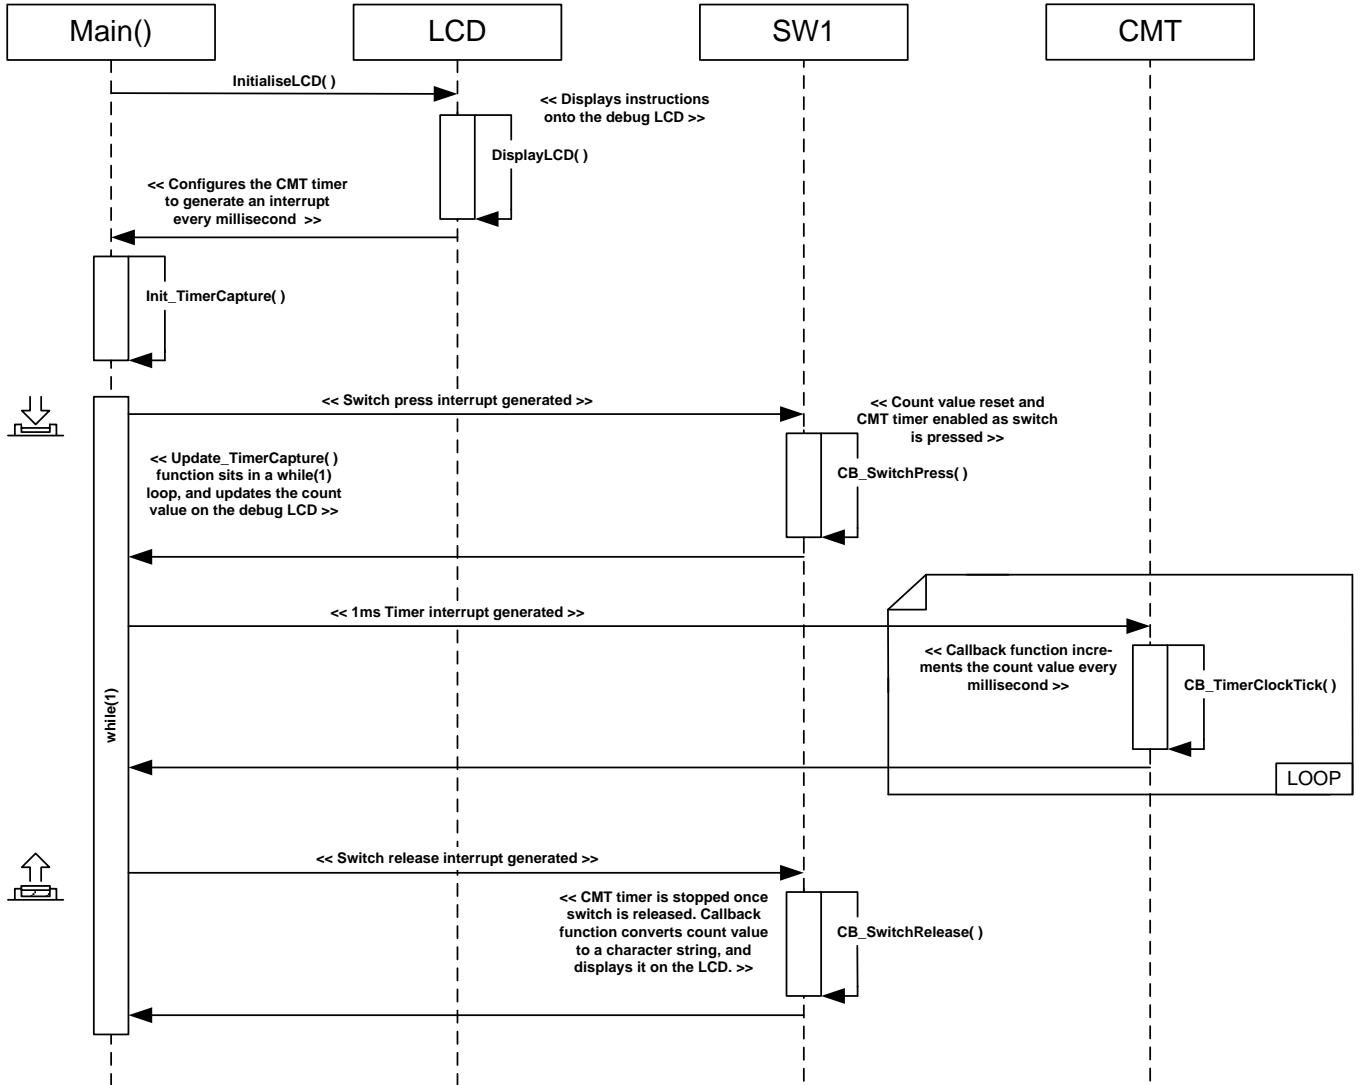 Main()
LCD
SW1
CMT
InitialiseLCD( )
<< Displays instructions
onto the debug LCD >>
DisplayLCD( )
<< Configures the CMT timer
to generate an interrupt
every millisecond >>
Init_TimerCapture( )
<< Switch press interrupt generated >>
<< Count value reset and
CMT timer enabled as switch
is pressed >>
<< Update_TimerCapture( )
function sits in a while(1)
loop, and updates the count
value on the debug LCD >>
CB_SwitchPress( )
<< 1ms Timer interrupt generated >>
<< Callback function incre-
ments the count value every
millisecond >>
CB_TimerClockTick( )
while(1)
LOOP
<< Switch release interrupt generated >>
<< CMT timer is stopped once
switch is released. Callback
function converts count value
to a character string, and
displays it on the LCD. >>
CB_SwitchRelease( )